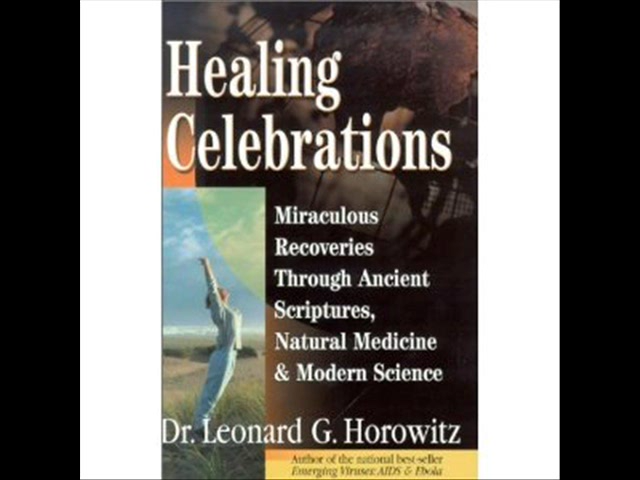 Healing
Celebrations
Miraculous
Recoveries
Through Ancient
Scriptures,
Natural Medicine
& Modern Science
Dr. Leonard G. Horowitz
Author of the national best-seller
Emerging Viruses: AIDS & Ebola